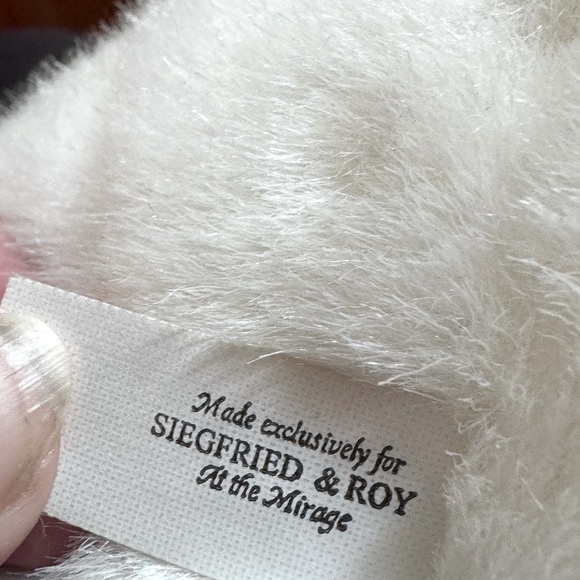 Made exclusively for
SIEGFRIED & ROY
At the Mirage